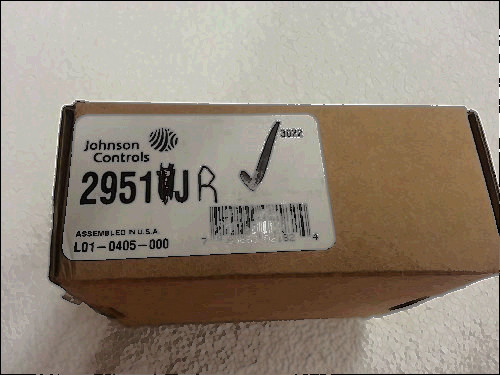 3022
Johnson
Controls
2951 J R
ASSEMBLED IN U.S.A.
L01-0405-000